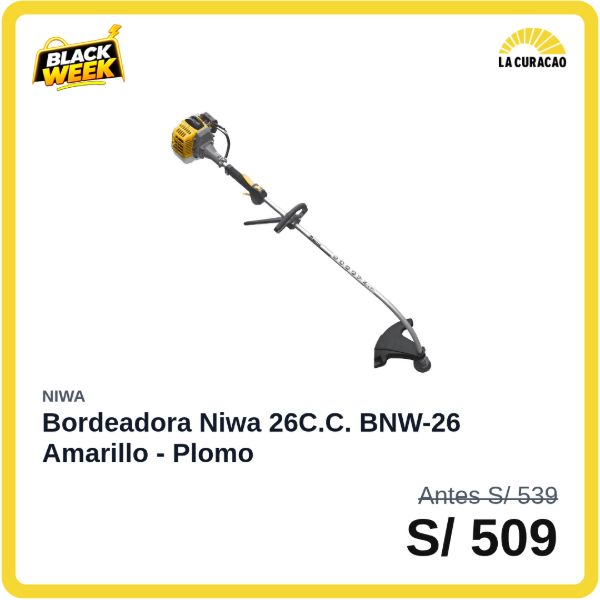 BLACK
WEEK
LA CURACAO
NIWA
Bordeadora Niwa 26C.C. BNW-26
Amarillo - Plomo
Antes S/ 539
S/ 509